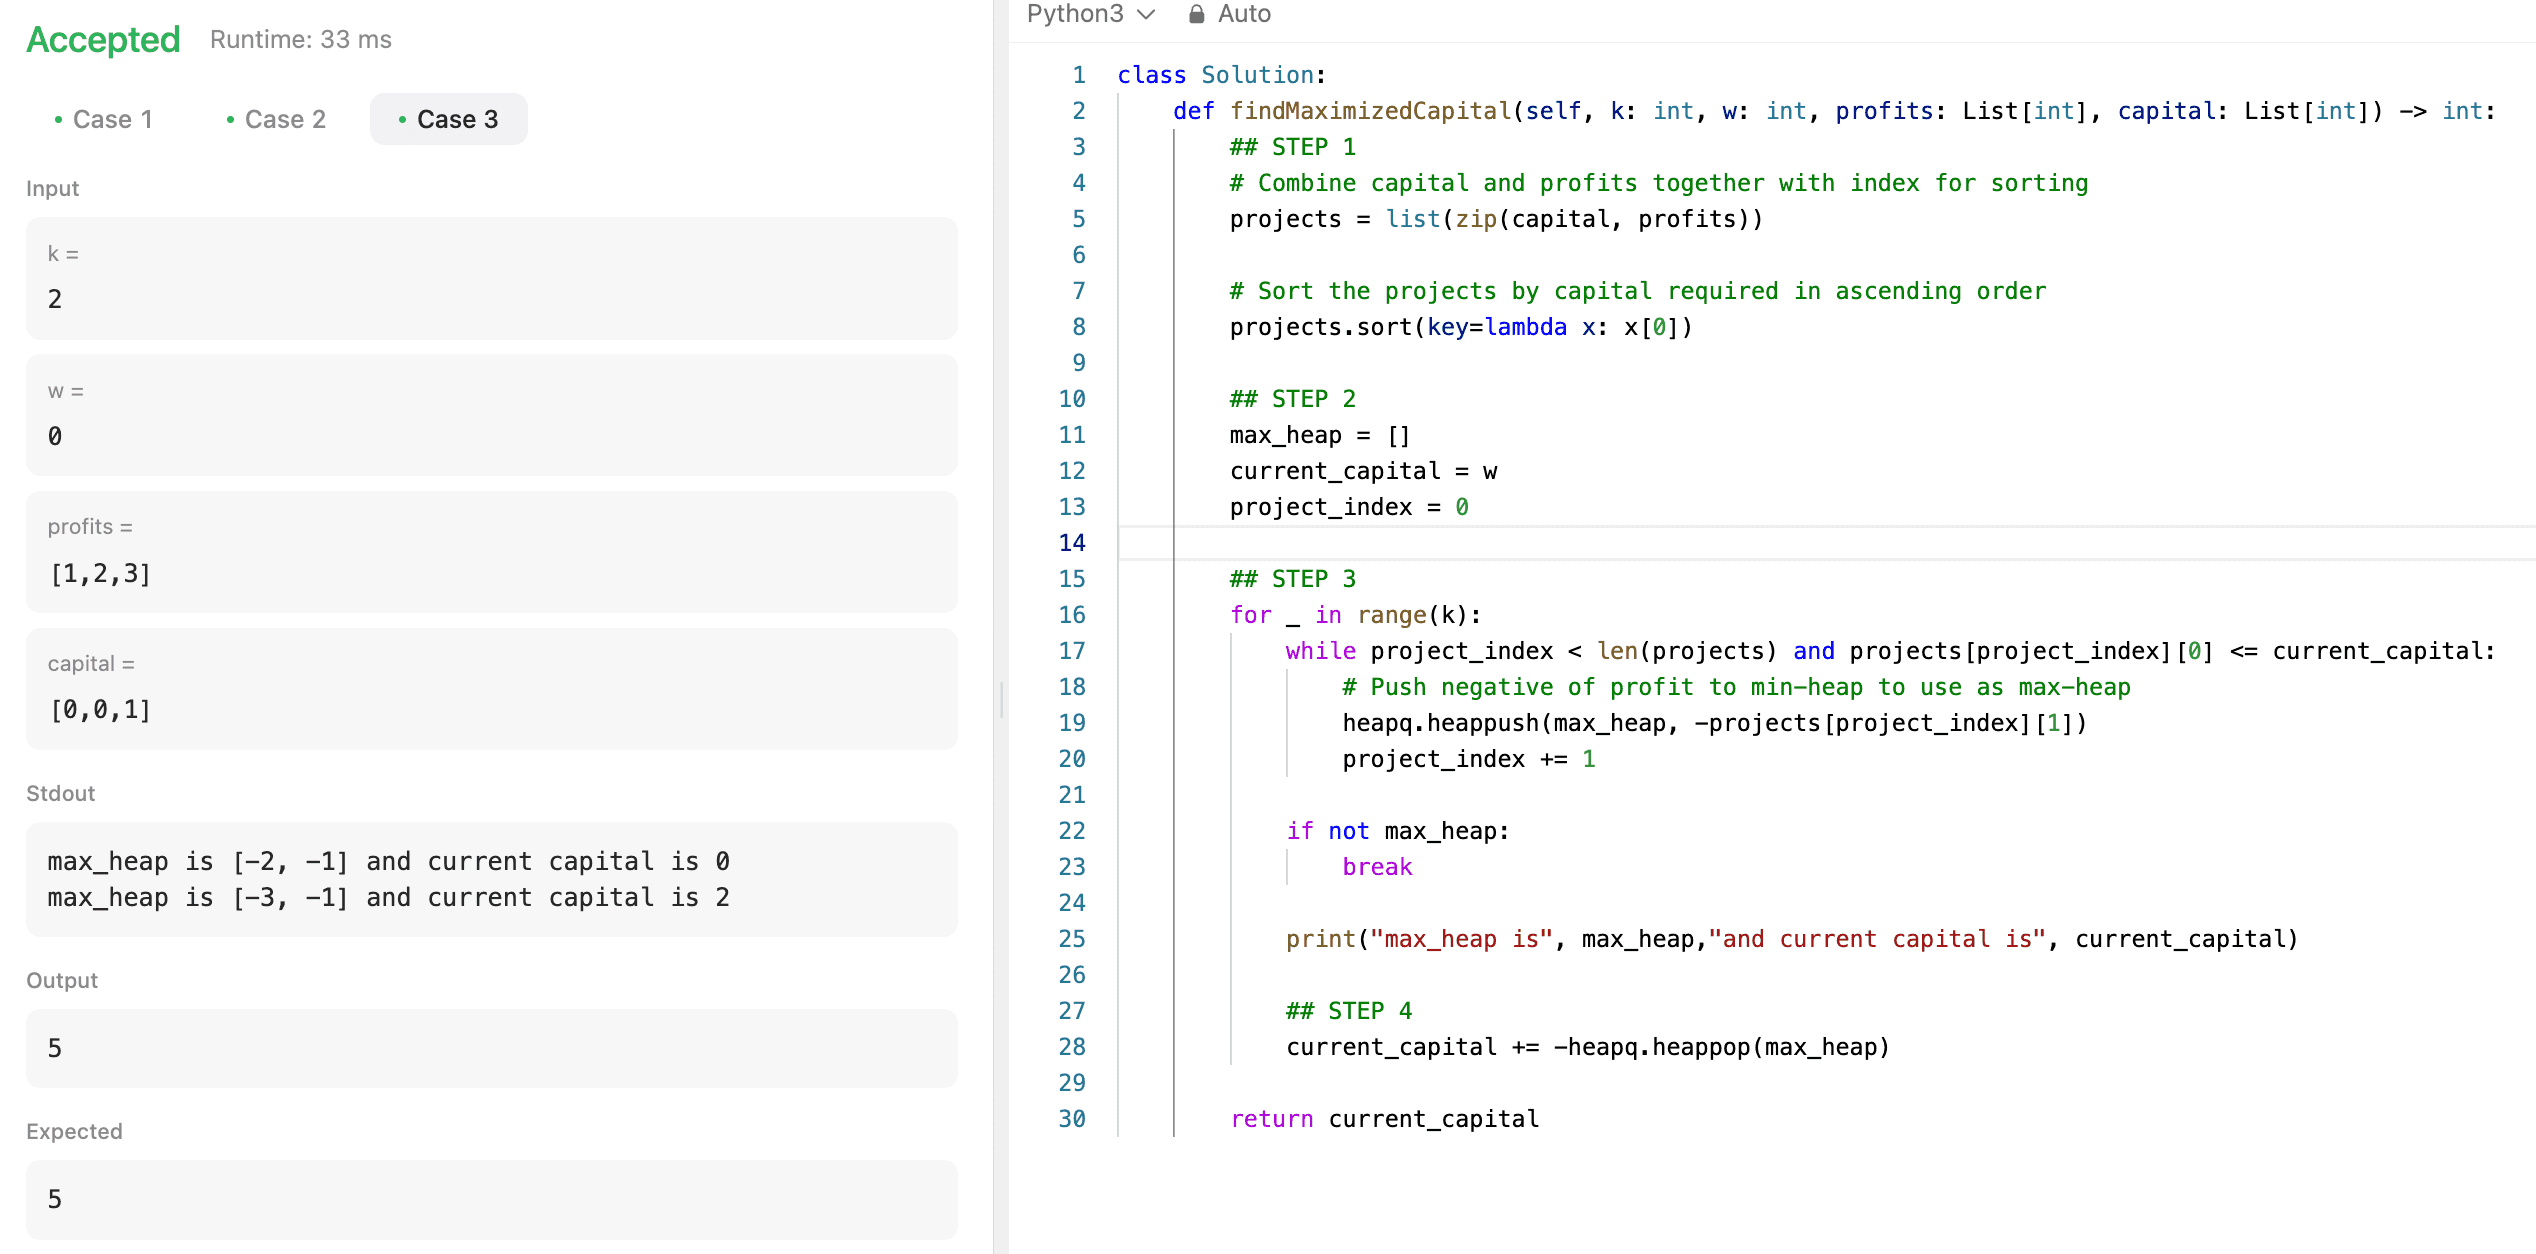 Accepted Runtime: 33 ms
Case 1 Case 2 Case 3
Input
k =
2
w =
0
profits =
[1,2,3]
capital =
[0,0,1]
Stdout
max_heap is [-2, -1] and current capital is 0
max_heap is [-3, -1] and current capital is 2
Output
5
Expected
5
Python3 Auto
1 class Solution:
2     def findMaximizedCapital(self, k: int, w: int, profits: List[int], capital: List[int]) -> int:
3         ## STEP 1
4         # Combine capital and profits together with index for sorting
5         projects = list(zip(capital, profits))
6
7         # Sort the projects by capital required in ascending order
8         projects.sort(key=lambda x: x[0])
9
10         ## STEP 2
11         max_heap = []
12         current_capital = w
13         project_index = 0
14
15         ## STEP 3
16         for _ in range(k):
17             while project_index < len(projects) and projects[project_index][0] <= current_capital:
18                 # Push negative of profit to min-heap to use as max-heap
19                 heapq.heappush(max_heap, -projects[project_index][1])
20                 project_index += 1
21
22             if not max_heap:
23                 break
24
25             print("max_heap is", max_heap,"and current capital is", current_capital)
26
27             ## STEP 4
28             current_capital += -heapq.heappop(max_heap)
29
30         return current_capital